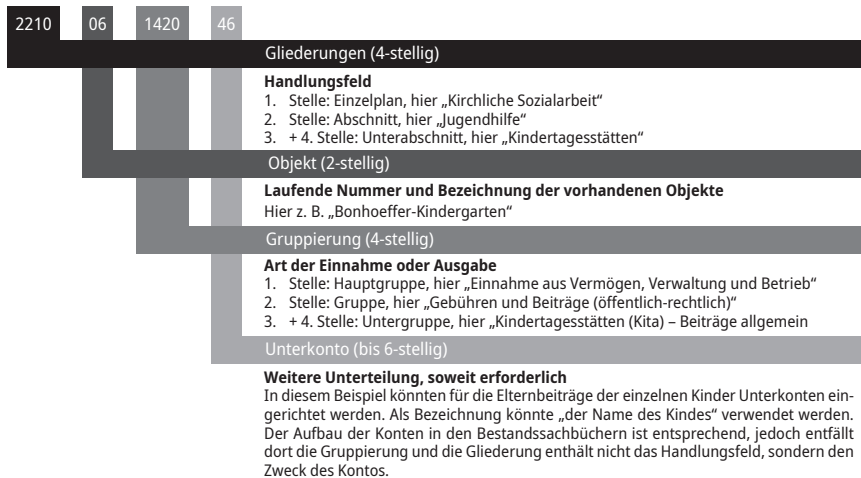 2210 06 1420 46
Gliederungen (4-stellig)
Handlungsfeld
1. Stelle: Einzelplan, hier „Kirchliche Sozialarbeit“
2. Stelle: Abschnitt, hier „Jugendhilfe“
3. + 4. Stelle: Unterabschnitt, hier „Kindertagesstätten“
Objekt (2-stellig)
Laufende Nummer und Bezeichnung der vorhandenen Objekte
Hier z. B. „Bonhoeffer-Kindergarten“
Gruppierung (4-stellig)
Art der Einnahme oder Ausgabe
1. Stelle: Hauptgruppe, hier „Einnahme aus Vermögen, Verwaltung und Betrieb“
2. Stelle: Gruppe, hier „Gebühren und Beiträge (öffentlich-rechtlich)“
3. + 4. Stelle: Untergruppe, hier „Kindertagesstätten (Kita) – Beiträge allgemein
Unterkonto (bis 6-stellig)
Weitere Unterteilung, soweit erforderlich
In diesem Beispiel könnten für die Elternbeiträge der einzelnen Kinder Unterkonten ein-
gerichtet werden. Als Bezeichnung könnte „der Name des Kindes“ verwendet werden.
Der Aufbau der Konten in den Bestandssachbüchern ist entsprechend, jedoch entfällt
dort die Gruppierung und die Gliederung enthält nicht das Handlungsfeld, sondern den
Zweck des Kontos.